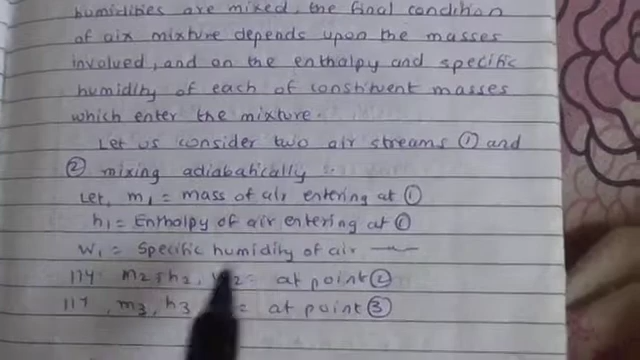 humidities are mixed, the final condition
of air mixture depends upon the masses
involved, and on the enthalpy and specific
humidity of each of constituent masses
which enter the mixture.
Let us consider two air streams ① and
② mixing adiabatically :-
Let, m₁ = mass of air entering at ①
h₁ = Enthalpy of air entering at ①
W₁ = Specific humidity of air —〃—
111ly m₂, h₂, W₂ = at point ②
111ly, m₃, h₃ = at point ③